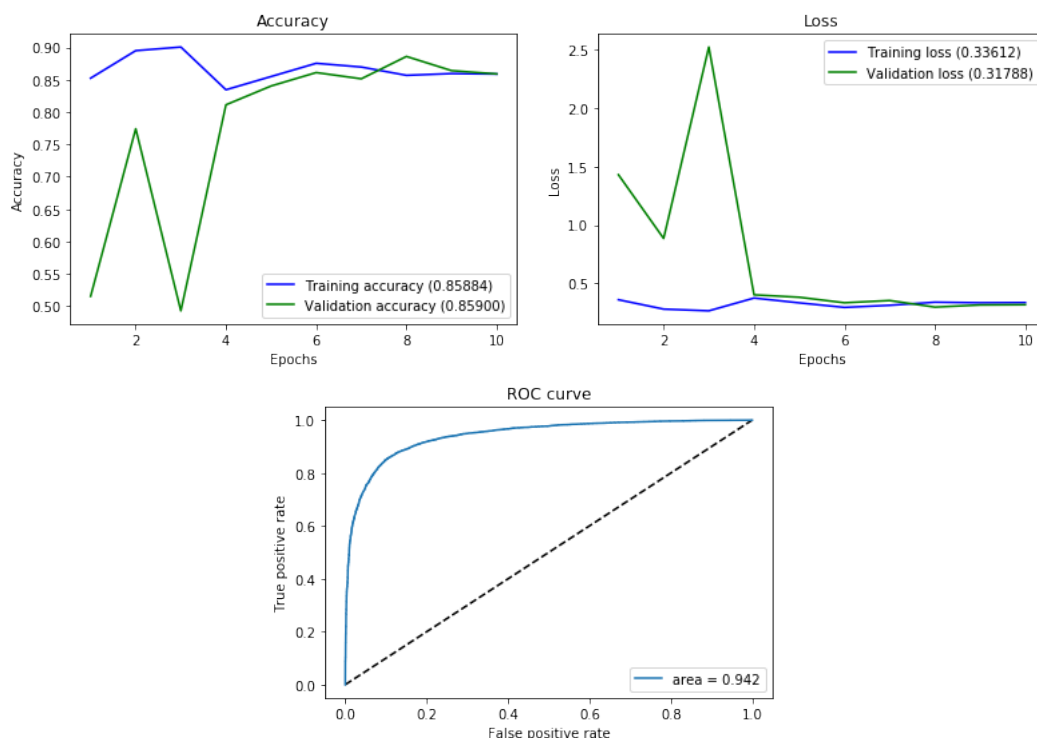 Accuracy
0.90
0.85
0.80
0.75
0.70
0.65
0.60
0.55
0.50
Accuracy
Training accuracy (0.85884)
Validation accuracy (0.85900)
2 4 6 8 10
Epochs
Loss
2.5
2.0
1.5
1.0
0.5
Loss
Training loss (0.33612)
Validation loss (0.31788)
2 4 6 8 10
Epochs
ROC curve
1.0
0.8
0.6
0.4
0.2
0.0
True positive rate
area = 0.942
0.0 0.2 0.4 0.6 0.8 1.0
False positive rate